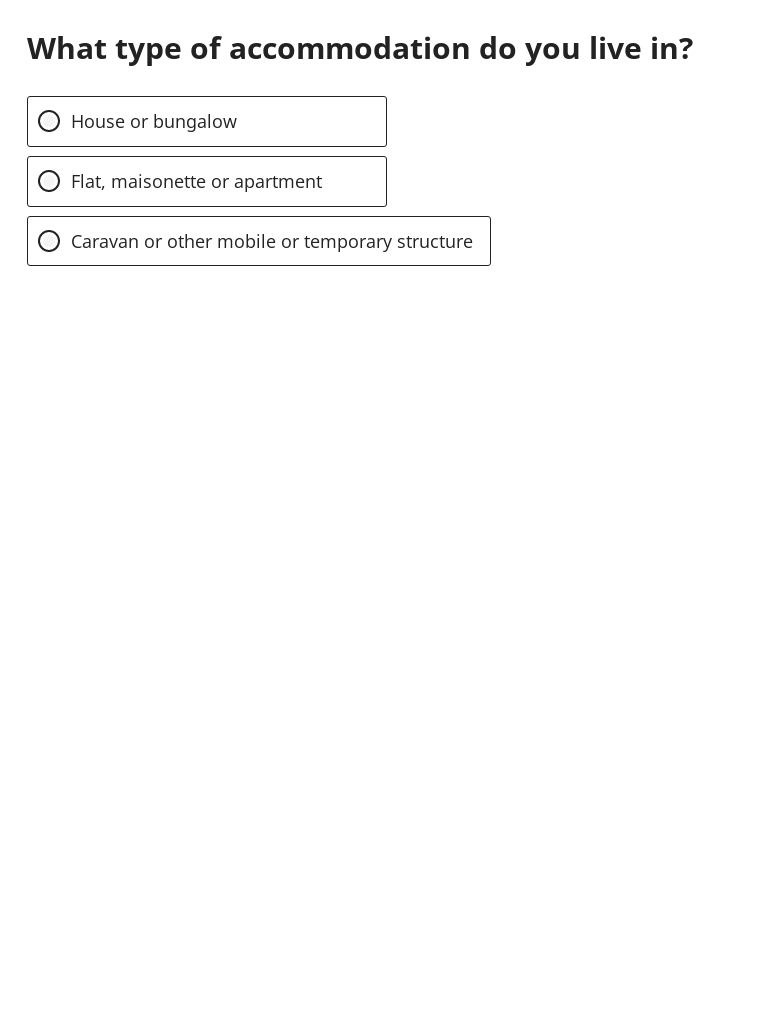 What type of accommodation do you live in?
House or bungalow
Flat, maisonette or apartment
Caravan or other mobile or temporary structure